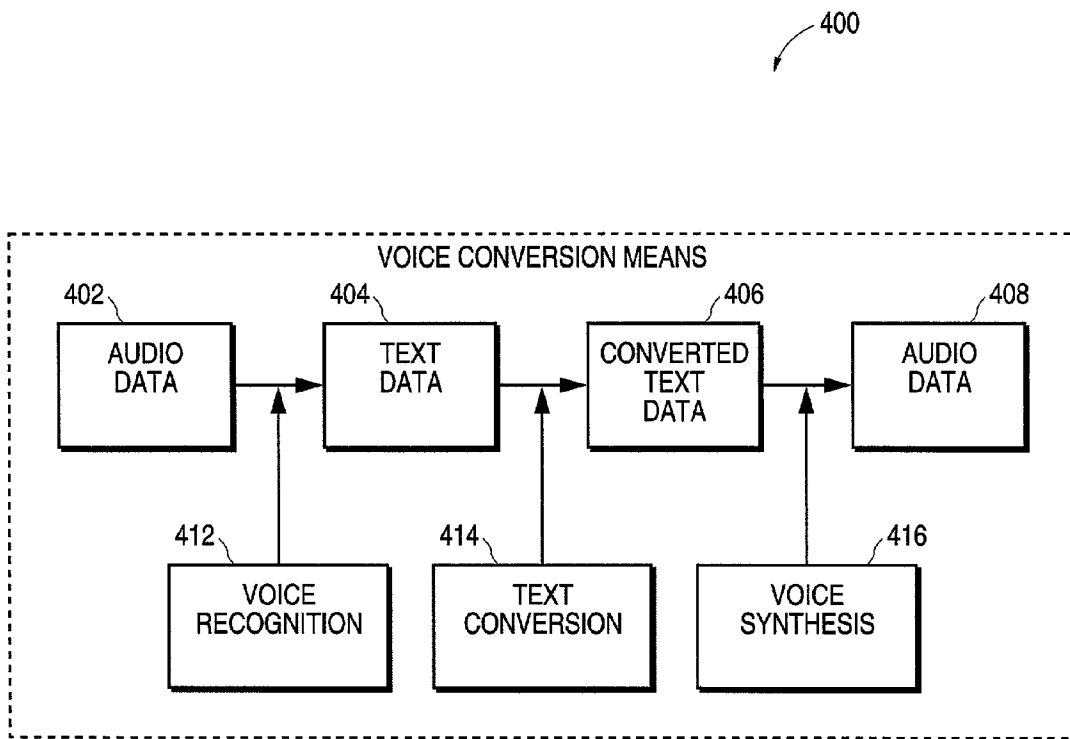 400
VOICE CONVERSION MEANS
402
404
406
408
AUDIO
DATA
TEXT
DATA
CONVERTED
TEXT
DATA
AUDIO
DATA
412
414
416
VOICE
RECOGNITION
TEXT
CONVERSION
VOICE
SYNTHESIS